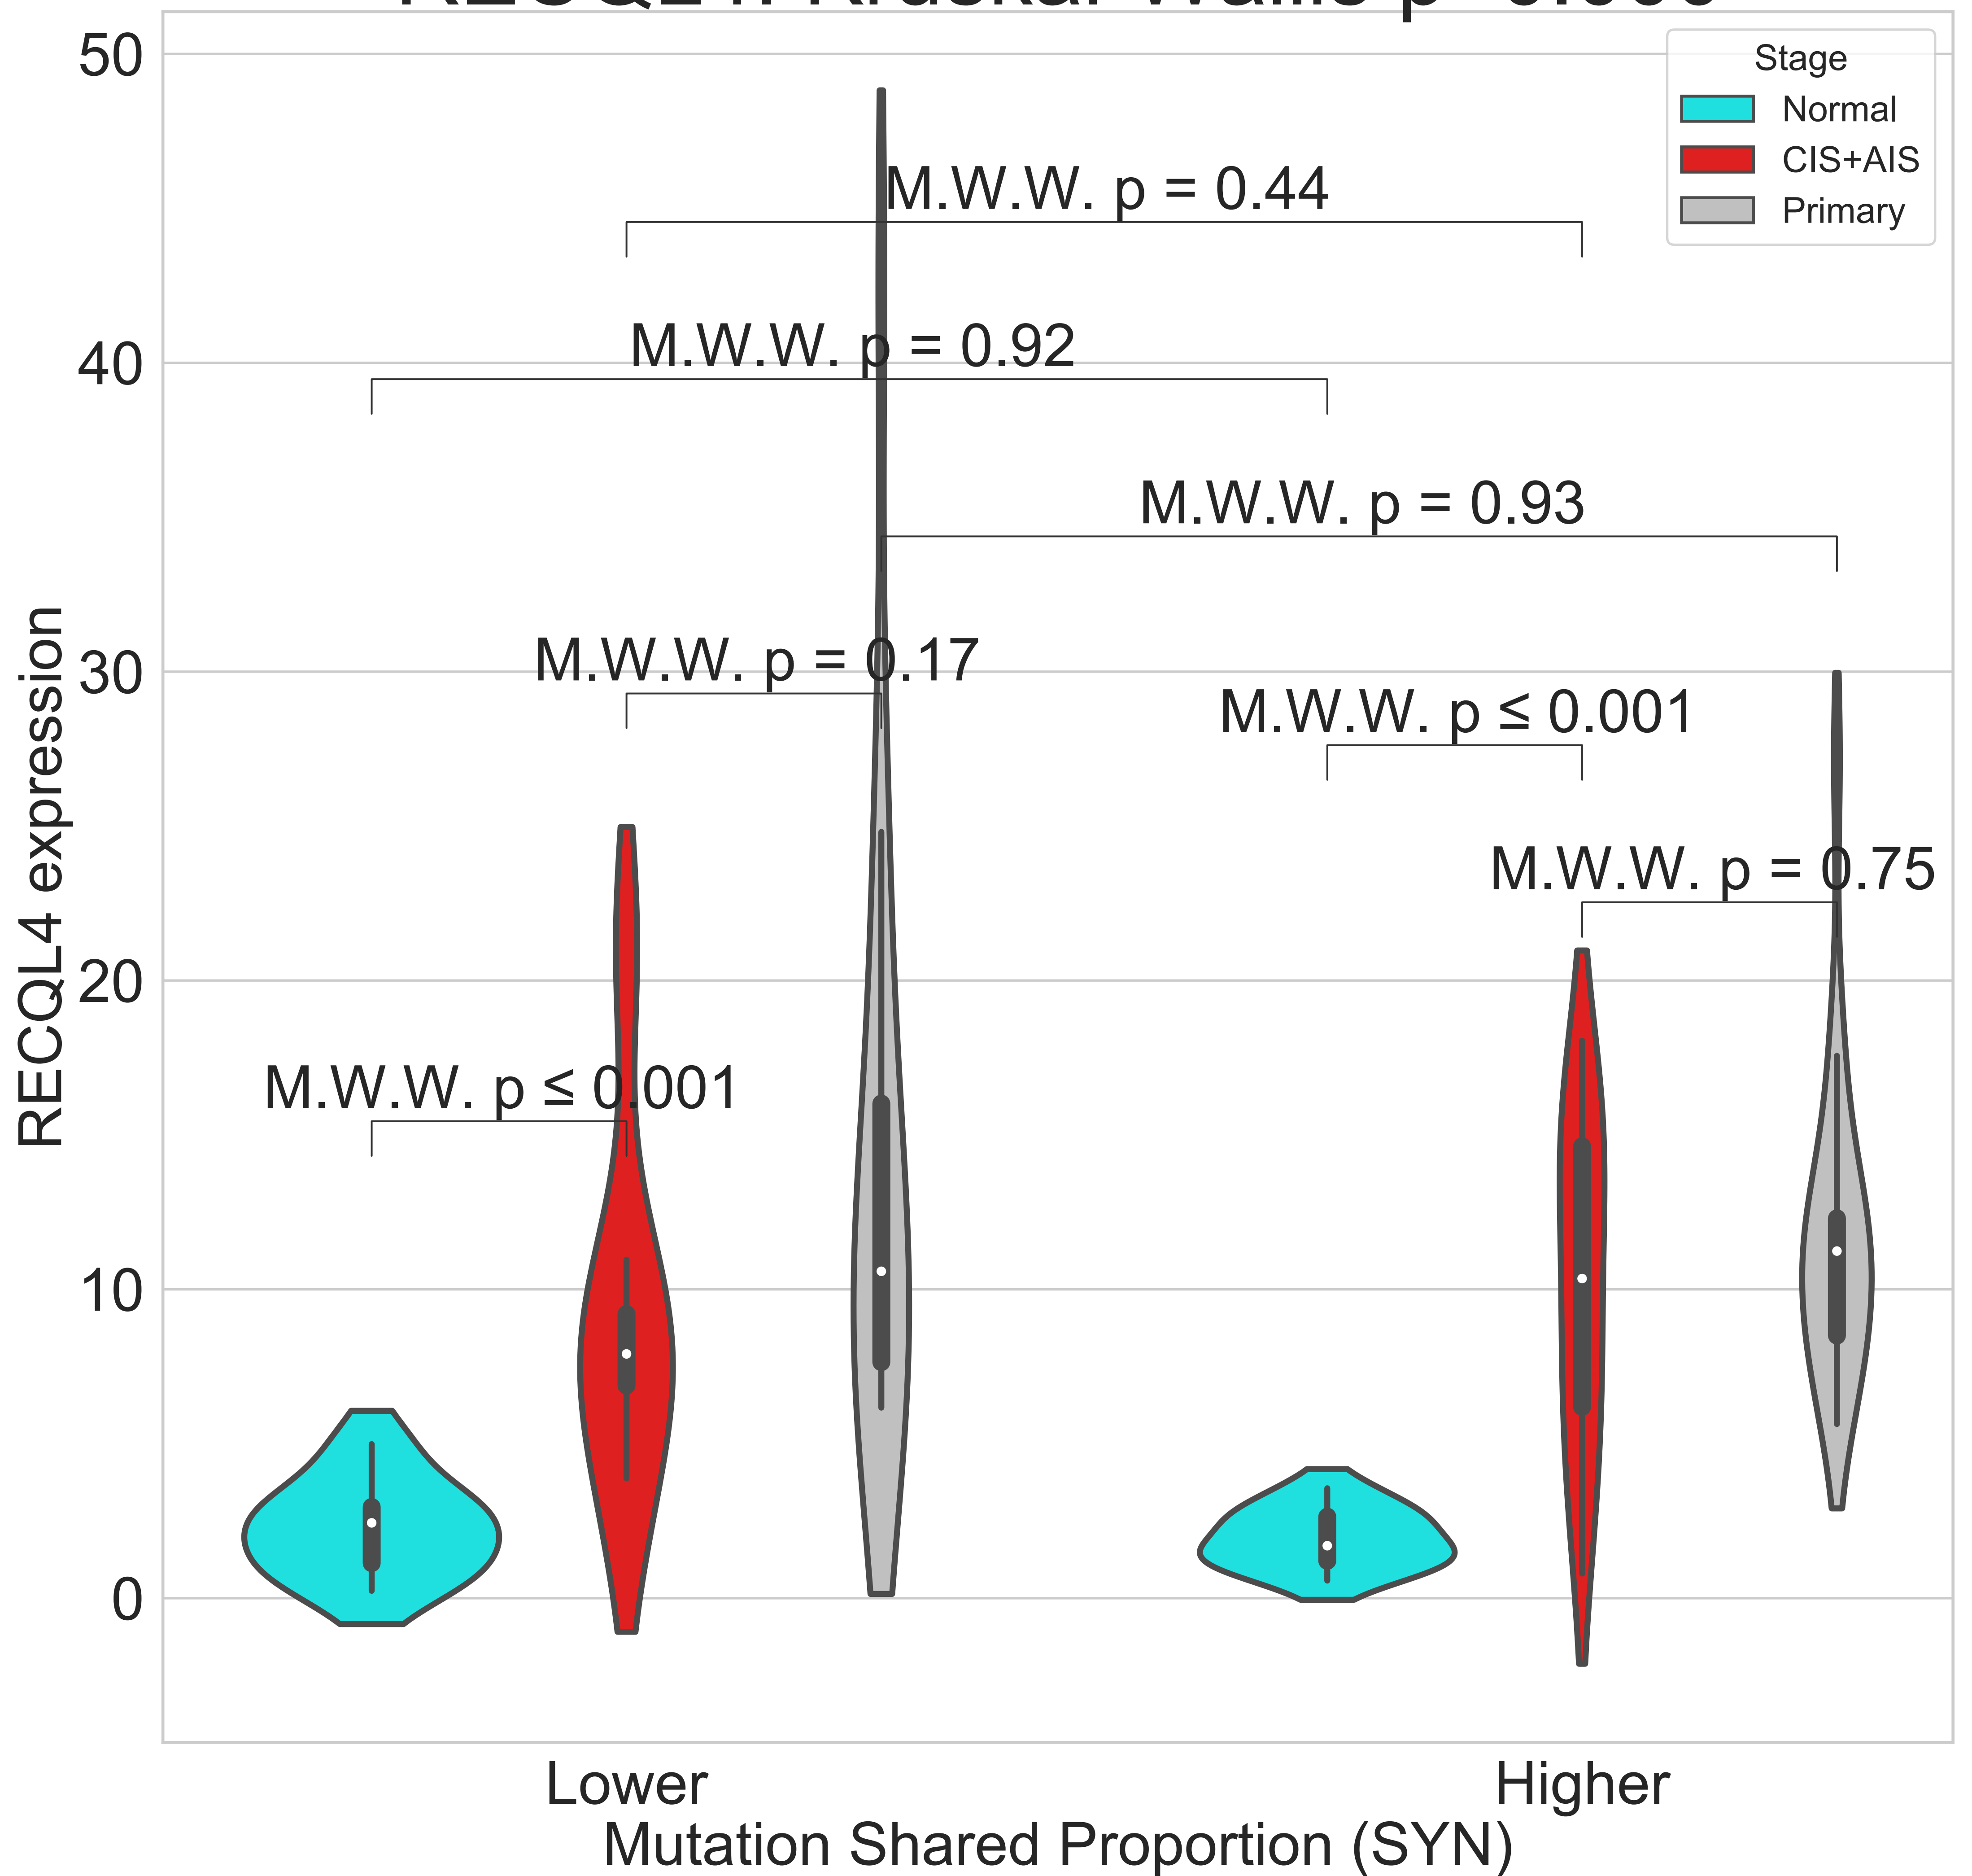 50
40
30
20
10
0
RECQL4 expression
Stage
Normal
CIS+AIS
Primary
M.W.W. p = 0.44
M.W.W. p = 0.92
M.W.W. p = 0.93
M.W.W. p = 0.17
M.W.W. p ≤ 0.001
M.W.W. p = 0.75
M.W.W. p ≤ 0.001
Lower
Higher
Mutation Shared Proportion (SYN)